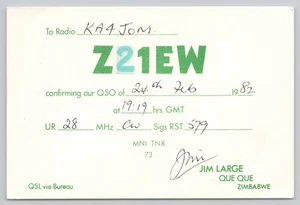 To Radio KA4JOM.
Z21EW
confirming our QSO of 24th Feb 1982
at 19:19 hrs GMT
UR 28 MHz CW Sigs RST 579
MNI TNX
73
Jim
JIM LARGE
QUE QUE
ZIMBABWE
QSL via Bureau